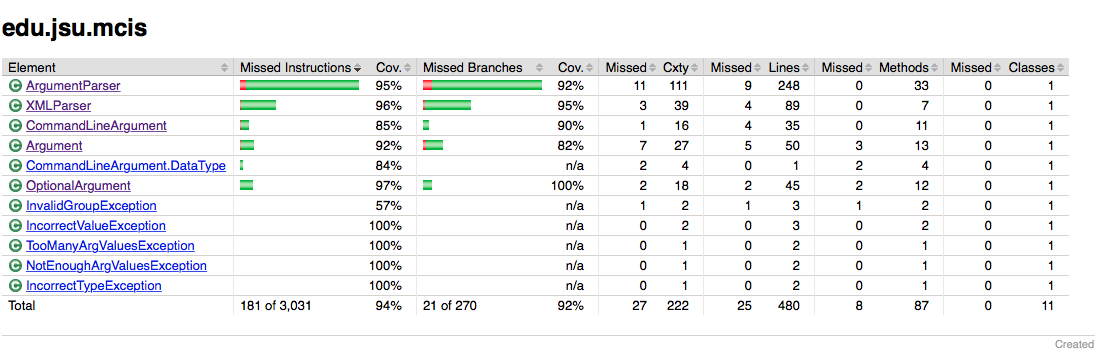 edu.jsu.mcis
Element Missed Instructions Cov. Missed Branches Cov. Missed Cxty Missed Lines Missed Methods Missed Classes
C ArgumentParser 95% 92% 11 111 9 248 0 33 0 1
C XMLParser 96% 95% 3 39 4 89 0 7 0 1
C CommandLineArgument 85% 90% 1 16 4 35 0 11 0 1
C Argument 92% 82% 7 27 5 50 3 13 0 1
C CommandLineArgument.DataType 84% n/a 2 4 0 1 2 4 0 1
C OptionalArgument 97% 100% 2 18 2 45 2 12 0 1
C InvalidGroupException 57% n/a 1 2 1 3 1 2 0 1
C IncorrectValueException 100% n/a 0 2 0 3 0 2 0 1
C TooManyArgValuesException 100% n/a 0 1 0 2 0 1 0 1
C NotEnoughArgValuesException 100% n/a 0 1 0 2 0 1 0 1
C IncorrectTypeException 100% n/a 0 1 0 2 0 1 0 1
Total 181 of 3,031 94% 21 of 270 92% 27 222 25 480 8 87 0 11
Created